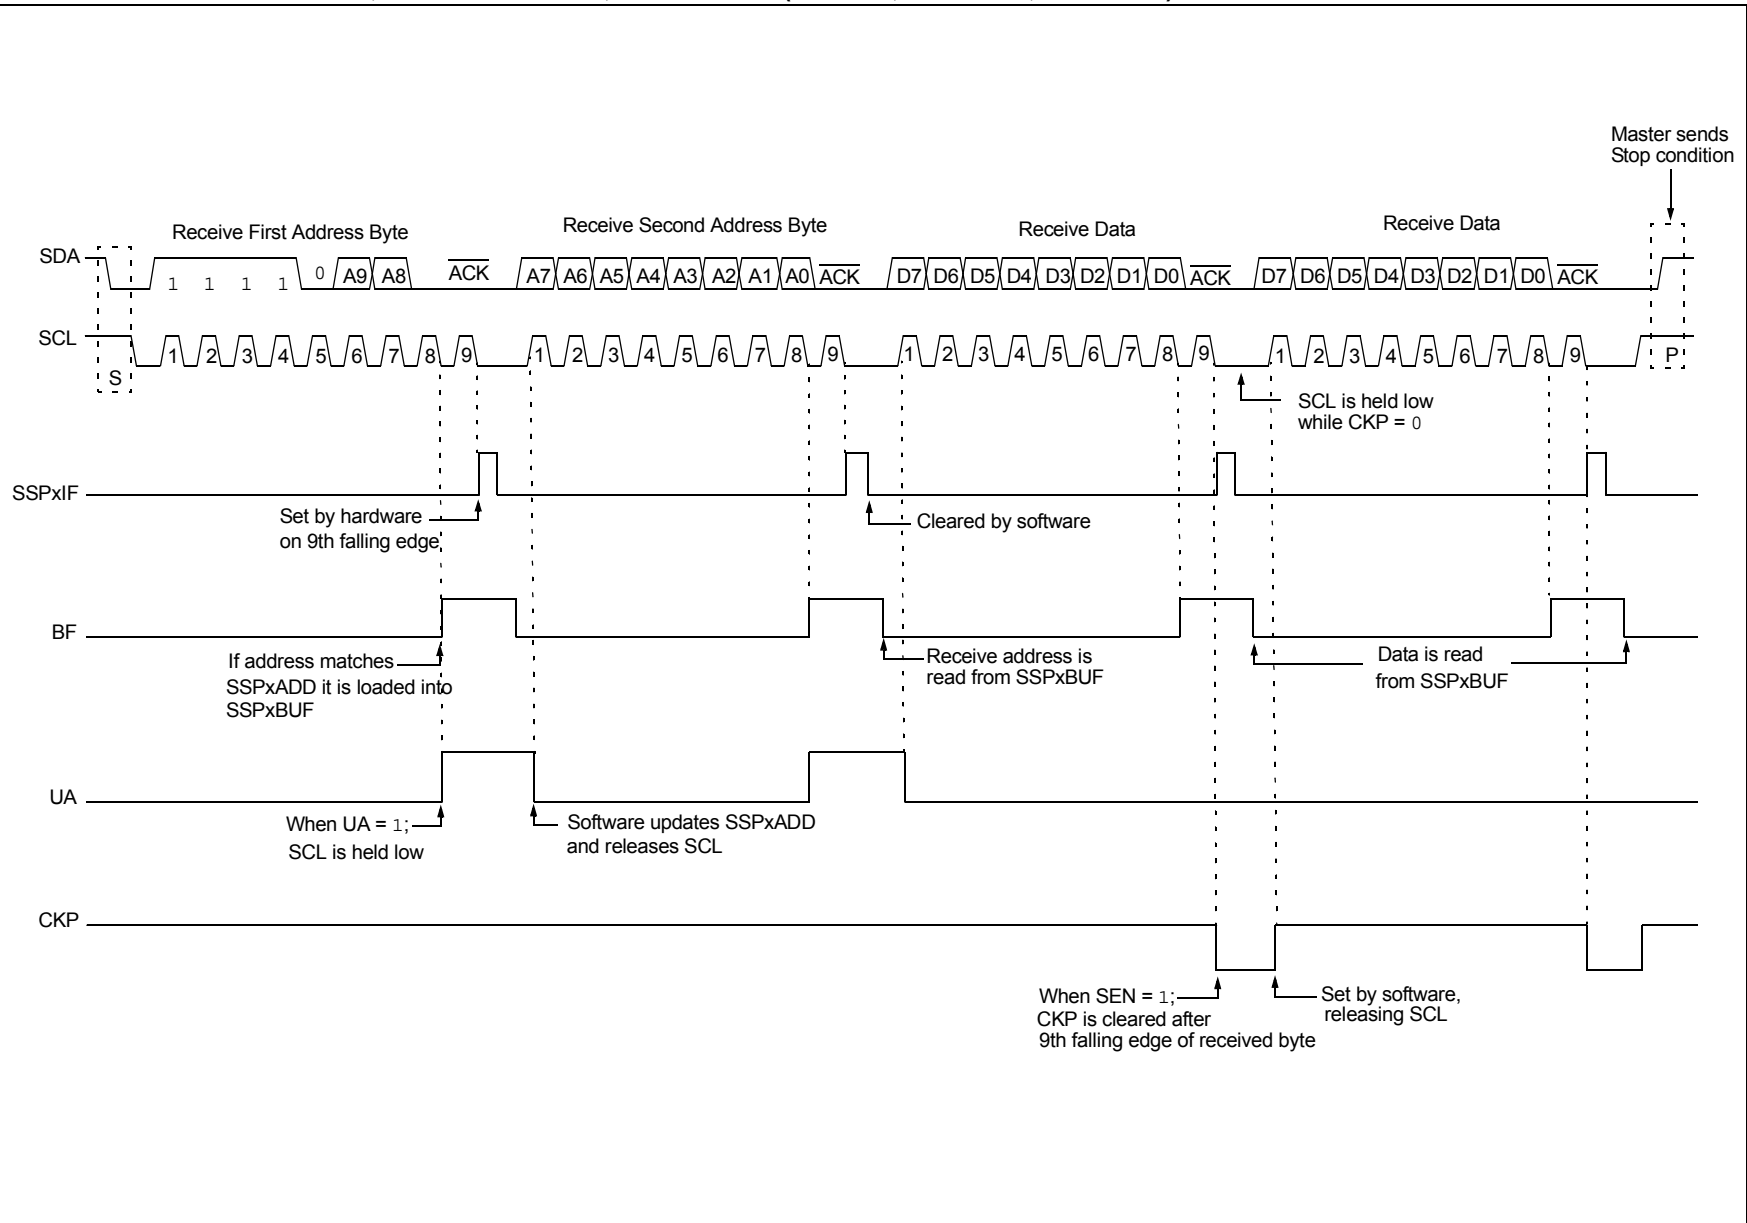 Master sends
Stop condition
Receive First Address Byte
Receive Second Address Byte
Receive Data
Receive Data
SDA
1 1 1 1 0 A9 A8 ACK A7 A6 A5 A4 A3 A2 A1 A0 ACK D7 D6 D5 D4 D3 D2 D1 D0 ACK D7 D6 D5 D4 D3 D2 D1 D0 ACK
SCL
S 1 2 3 4 5 6 7 8 9 1 2 3 4 5 6 7 8 9 1 2 3 4 5 6 7 8 9 1 2 3 4 5 6 7 8 9 P
SCL is held low
while CKP = 0
SSPxIF
Set by hardware
on 9th falling edge
Cleared by software
BF
If address matches
SSPxADD it is loaded into
SSPxBUF
Receive address is
read from SSPxBUF
Data is read
from SSPxBUF
UA
When UA = 1;
SCL is held low
Software updates SSPxADD
and releases SCL
CKP
When SEN = 1;
CKP is cleared after
9th falling edge of received byte
Set by software,
releasing SCL